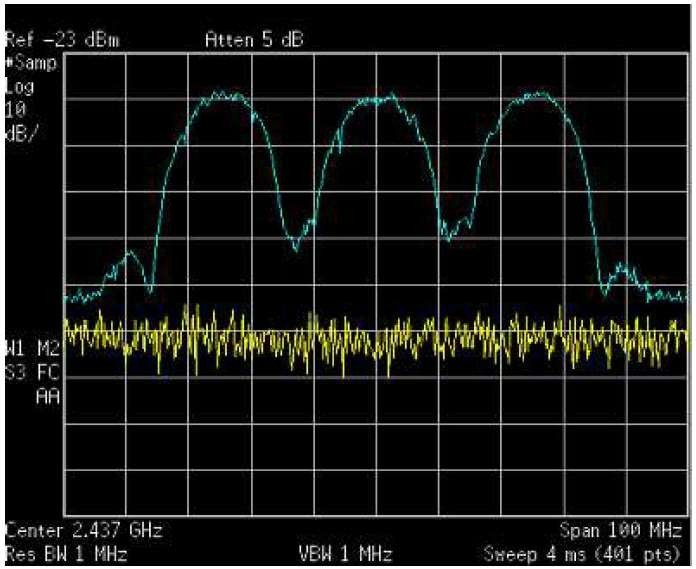 Ref -23 dBm Atten 5 dB
#Samp
Log
10
dB/
W1 M2
S3 FC
AA
Center 2.437 GHz Span 100 MHz
Res BW 1 MHz VBW 1 MHz Sweep 4 ms (401 pts)